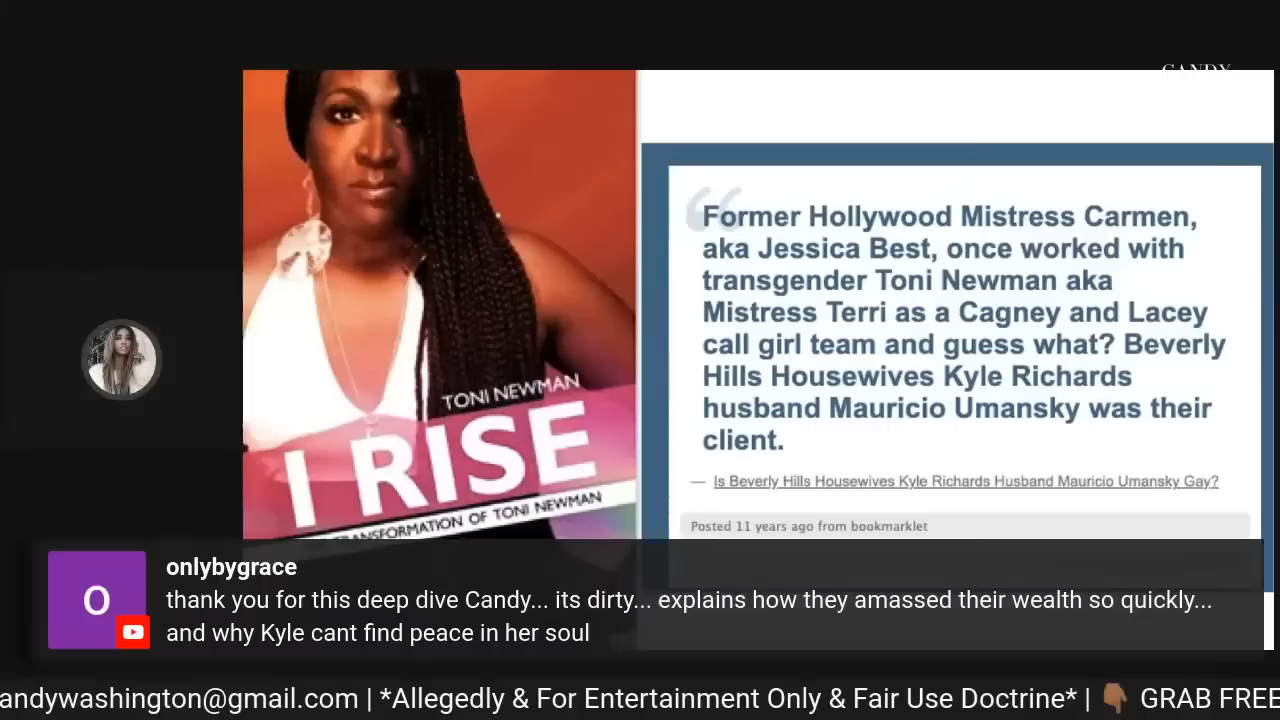 CANDY
Former Hollywood Mistress Carmen,
aka Jessica Best, once worked with
transgender Toni Newman aka
Mistress Terri as a Cagney and Lacey
call girl team and guess what? Beverly
Hills Housewives Kyle Richards
husband Mauricio Umansky was their
client.
— Is Beverly Hills Housewives Kyle Richards Husband Mauricio Umansky Gay?
Posted 11 years ago from bookmarklet
TONI NEWMAN
I RISE
TRANSFORMATION OF TONI NEWMAN
O
onlybygrace
thank you for this deep dive Candy... its dirty... explains how they amassed their wealth so quickly...
and why Kyle cant find peace in her soul
andywashington@gmail.com | *Allegedly & For Entertainment Only & Fair Use Doctrine* | 👇🏾 GRAB FREE